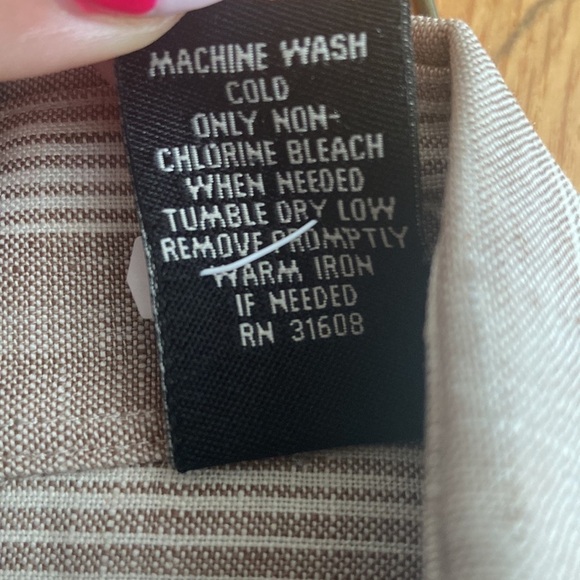 MACHINE WASH
COLD
ONLY NON-
CHLORINE BLEACH
WHEN NEEDED
TUMBLE DRY LOW
REMOVE PROMPTLY
WARM IRON
IF NEEDED
RN 31608